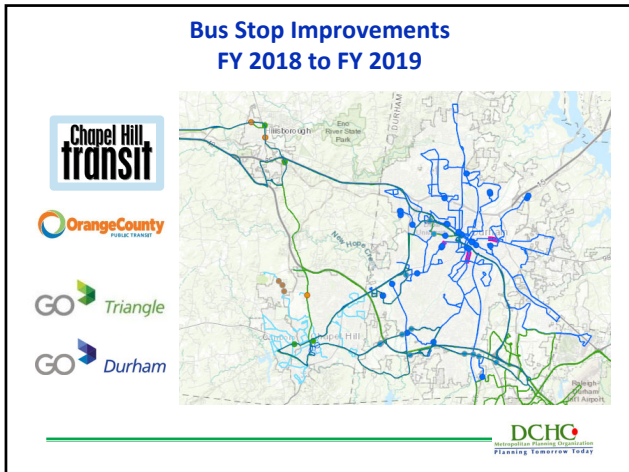 Bus Stop Improvements
FY 2018 to FY 2019
Chapel Hill
transit
OrangeCounty
PUBLIC TRANSIT
GO Triangle
GO Durham
Hillsborough
Eno
River State
Park
DURHAM
New Hope Cre
Chapel Hill
Raleigh-
Durham
Int'l Airport
DCHC
Metropolitan Planning Organization
Planning Tomorrow Today